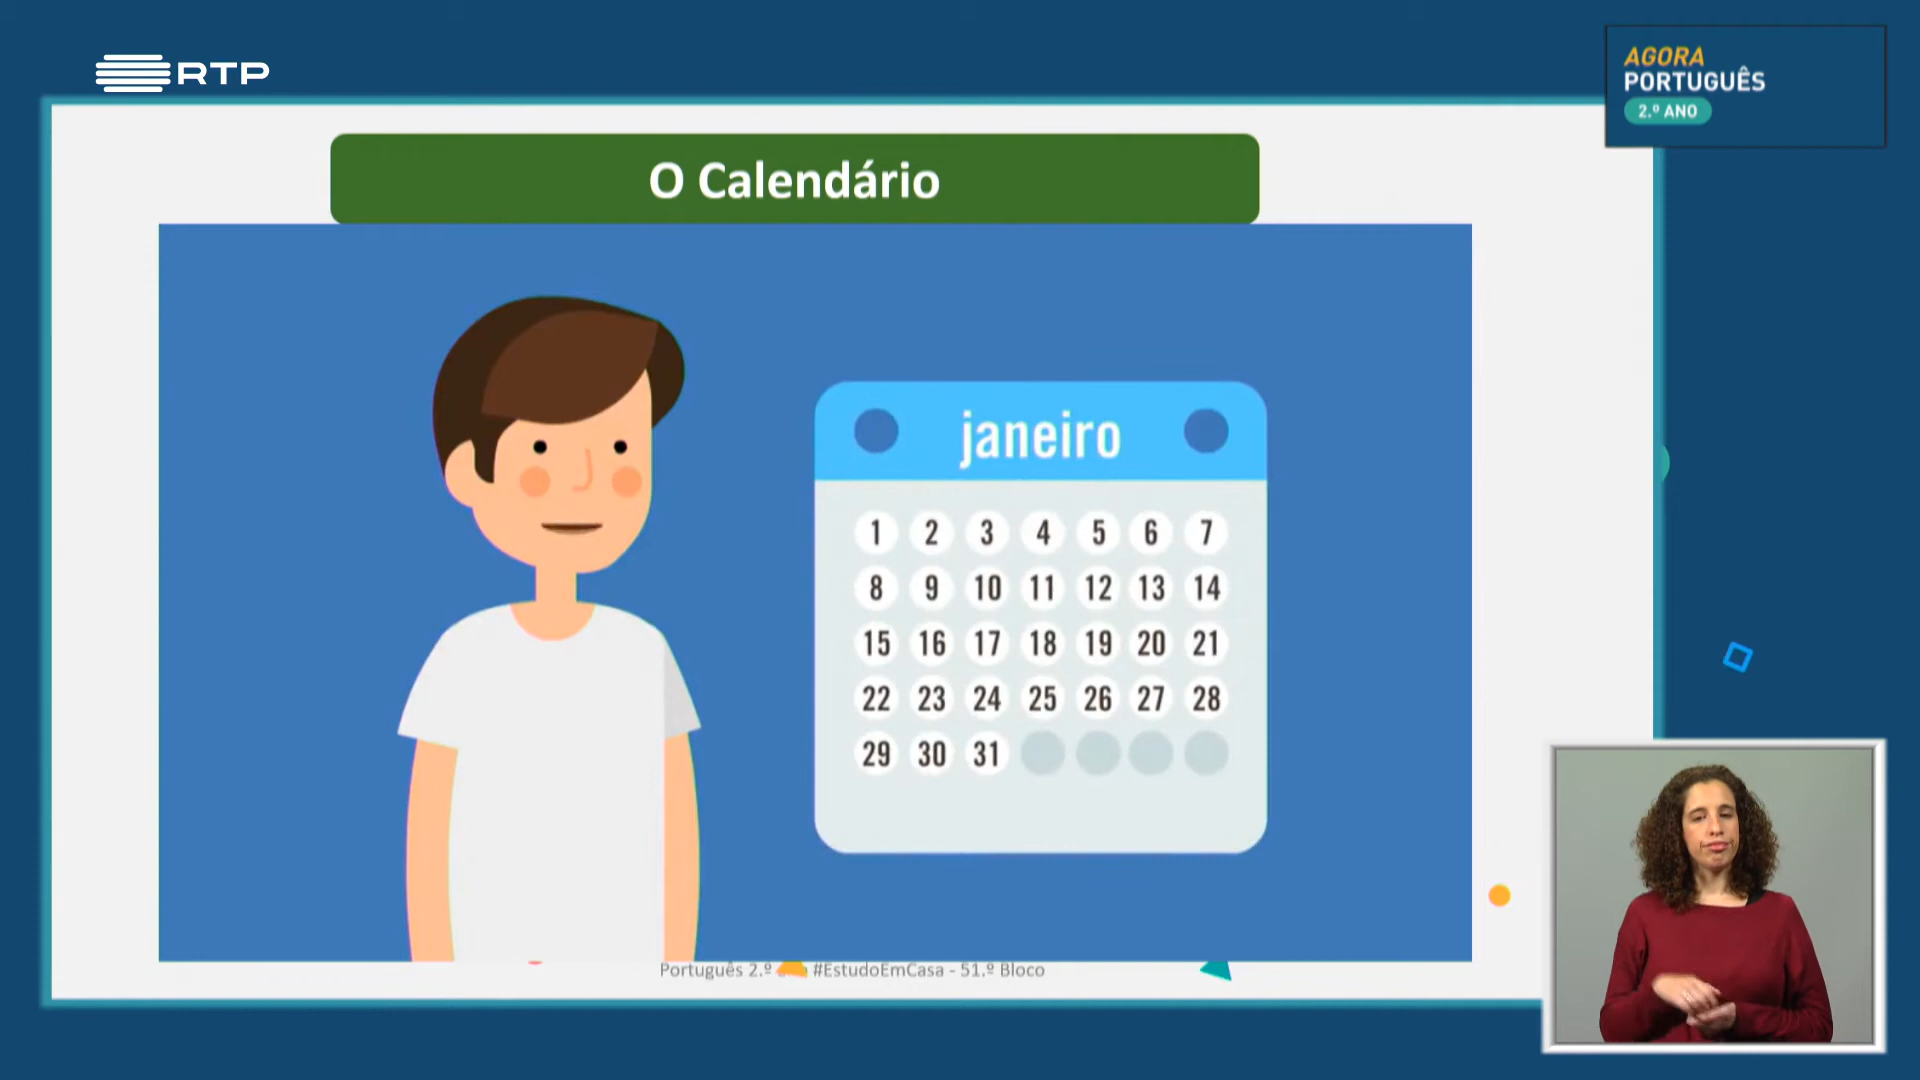 RTP
AGORA
PORTUGUÊS
2.º ANO
O Calendário
janeiro
1 2 3 4 5 6 7
8 9 10 11 12 13 14
15 16 17 18 19 20 21
22 23 24 25 26 27 28
29 30 31
Português 2.º #EstudoEmCasa - 51.º Bloco